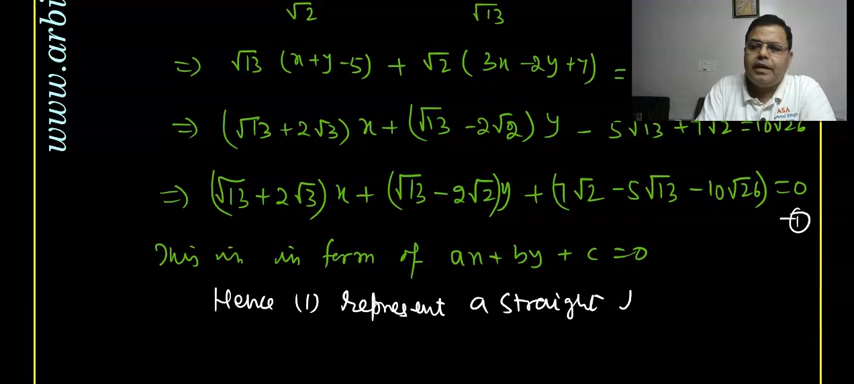 √2 √13
=> √13 (x+y-5) + √2 (3x-2y+7) =
=> (√13+2√3) x + (√13-2√2) y - 5√13 + 7√2 = 10√26
=> (√13+2√3) x + (√13-2√2) y + (7√2-5√13-10√26) = 0
-①
This is in form of ax+by+c=0
Hence (1) represent a straight
www.arbi
ASA